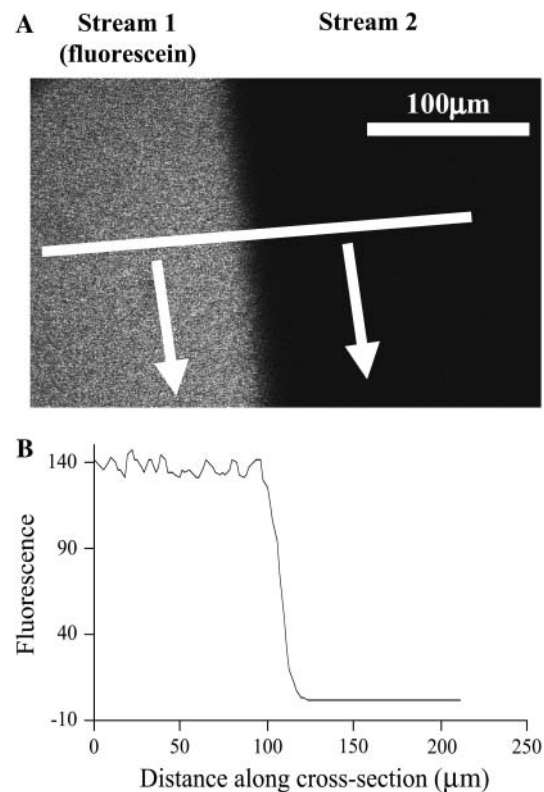 A
Stream 1
(fluorescein)
Stream 2
100μm
B
140
90
40
-10
Fluorescence
0
50
100
150
200
250
Distance along cross-section (μm)